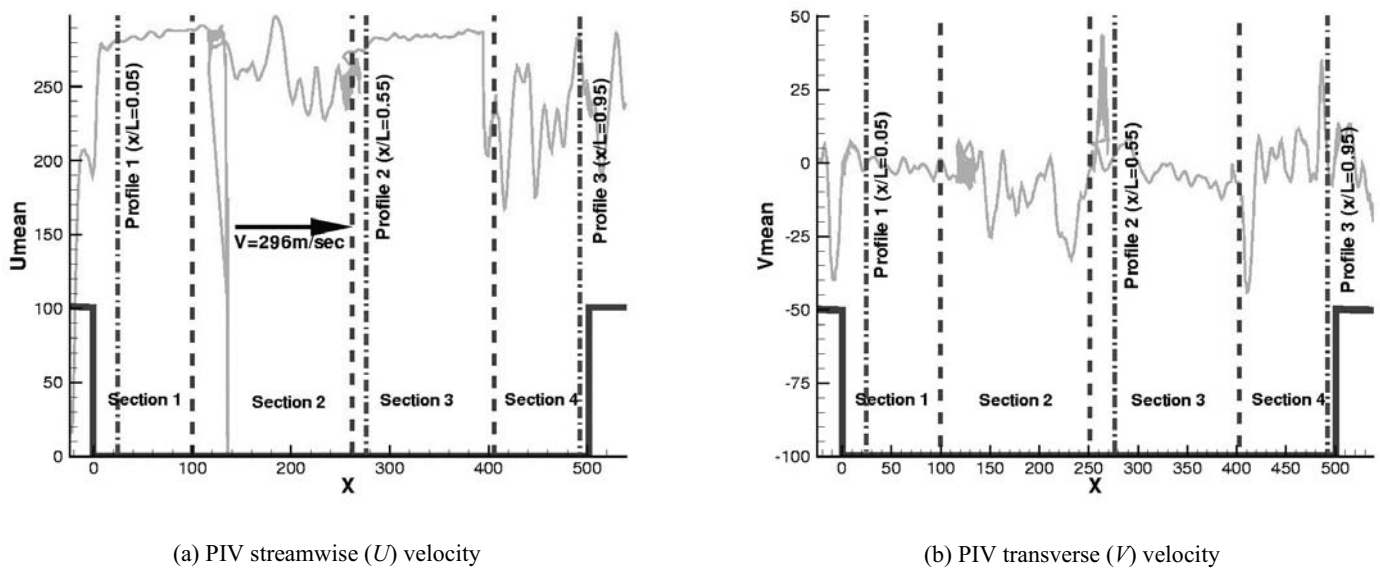 250
200
150
100
50
0
Umean
0
100
200
300
400
500
X
Profile 1 (x/L=0.05)
Profile 2 (x/L=0.55)
Profile 3 (x/L=0.95)
V=296m/sec
Section 1
Section 2
Section 3
Section 4
50
25
0
-25
-50
-75
-100
Vmean
0
50
100
150
200
250
300
350
400
450
500
X
Profile 1 (x/L=0.05)
Profile 2 (x/L=0.55)
Profile 3 (x/L=0.95)
Section 1
Section 2
Section 3
Section 4
(a) PIV streamwise (U) velocity
(b) PIV transverse (V) velocity